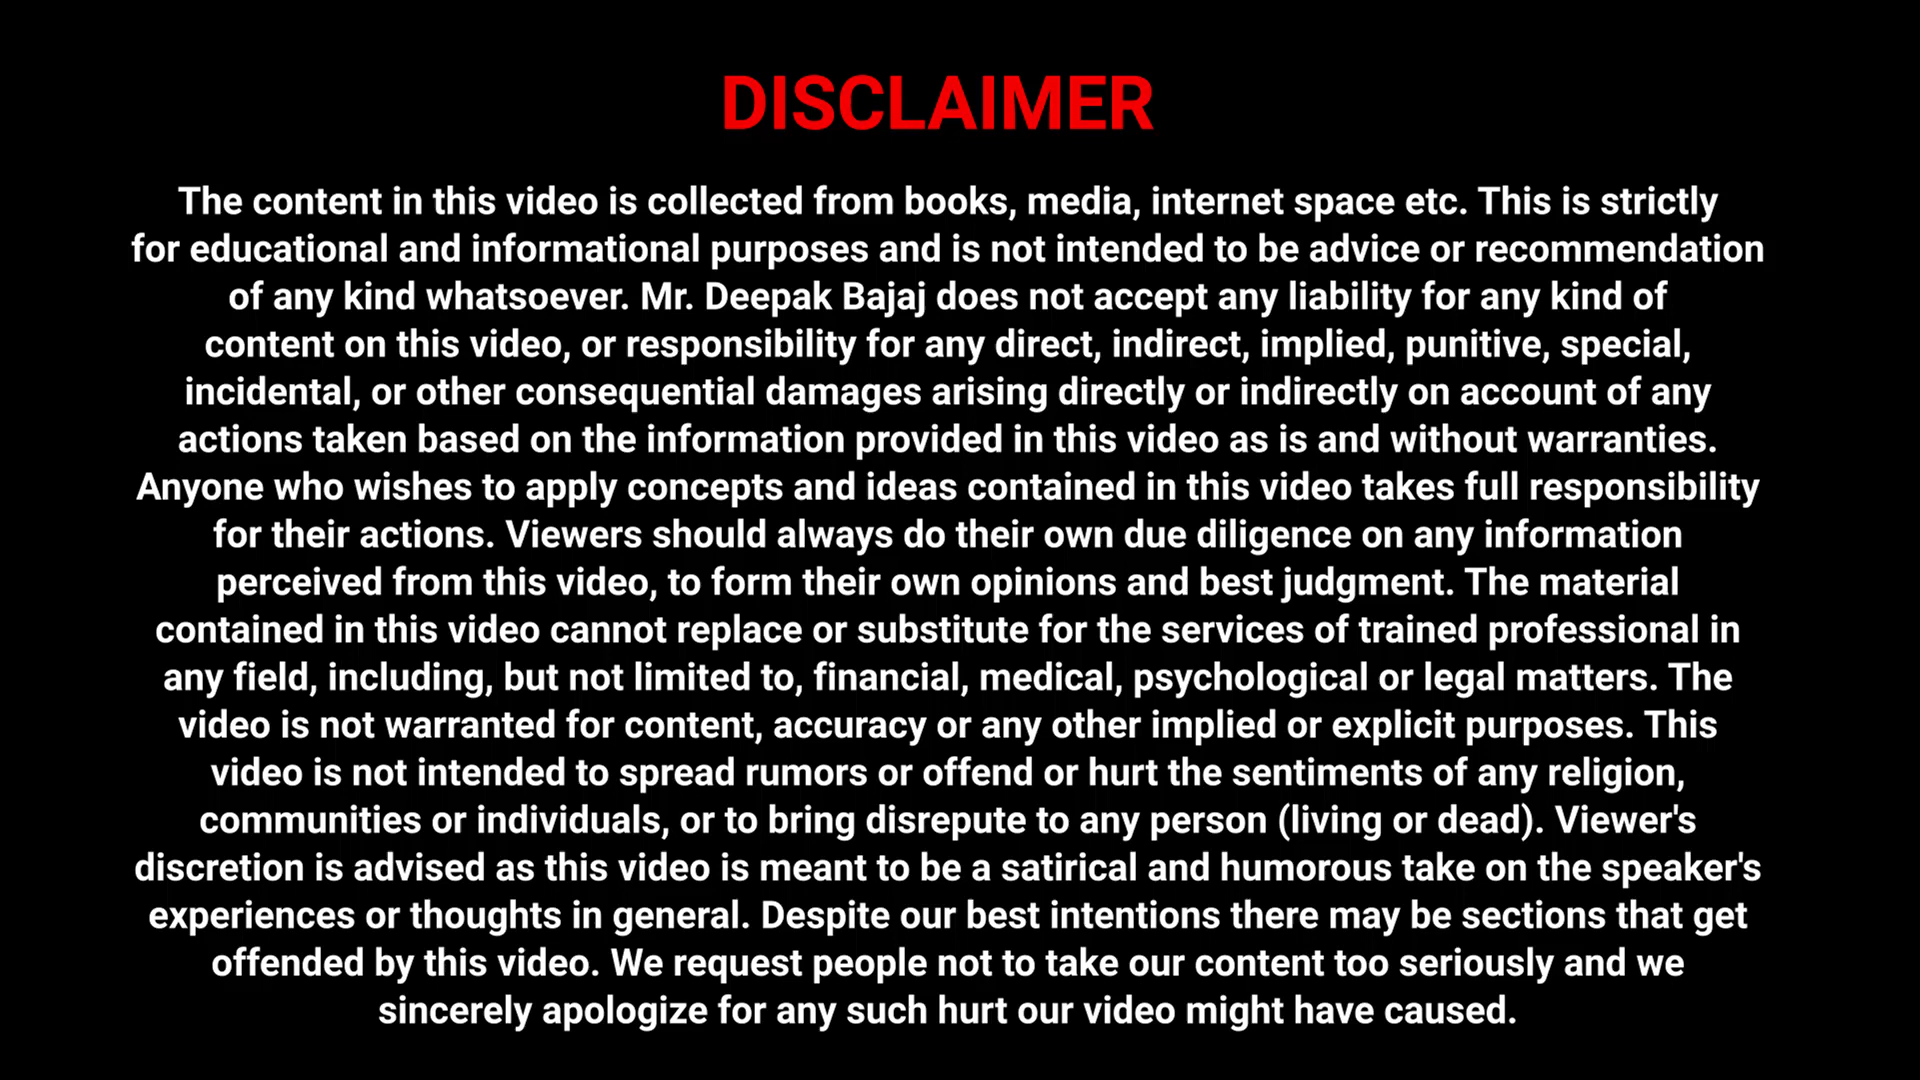 DISCLAIMER
The content in this video is collected from books, media, internet space etc. This is strictly
for educational and informational purposes and is not intended to be advice or recommendation
of any kind whatsoever. Mr. Deepak Bajaj does not accept any liability for any kind of
content on this video, or responsibility for any direct, indirect, implied, punitive, special,
incidental, or other consequential damages arising directly or indirectly on account of any
actions taken based on the information provided in this video as is and without warranties.
Anyone who wishes to apply concepts and ideas contained in this video takes full responsibility
for their actions. Viewers should always do their own due diligence on any information
perceived from this video, to form their own opinions and best judgment. The material
contained in this video cannot replace or substitute for the services of trained professional in
any field, including, but not limited to, financial, medical, psychological or legal matters. The
video is not warranted for content, accuracy or any other implied or explicit purposes. This
video is not intended to spread rumors or offend or hurt the sentiments of any religion,
communities or individuals, or to bring disrepute to any person (living or dead). Viewer's
discretion is advised as this video is meant to be a satirical and humorous take on the speaker's
experiences or thoughts in general. Despite our best intentions there may be sections that get
offended by this video. We request people not to take our content too seriously and we
sincerely apologize for any such hurt our video might have caused.